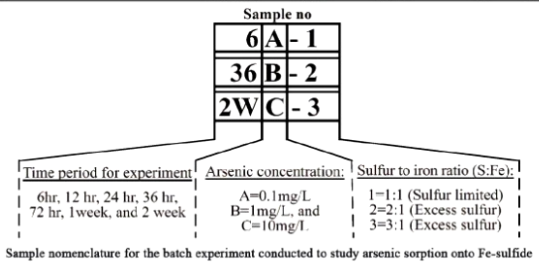 Sample no
6 A - 1
36 B - 2
2W C - 3
Time period for experiment
6hr, 12 hr, 24 hr, 36 hr,
72 hr, 1week, and 2 week
Arsenic concentration:
A=0.1mg/L
B=1mg/L, and
C=10mg/L
Sulfur to iron ratio (S:Fe):
1=1:1 (Sulfur limited)
2=2:1 (Excess sulfur)
3=3:1 (Excess sulfur)
Sample nomenclature for the batch experiment conducted to study arsenic sorption onto Fe-sulfide